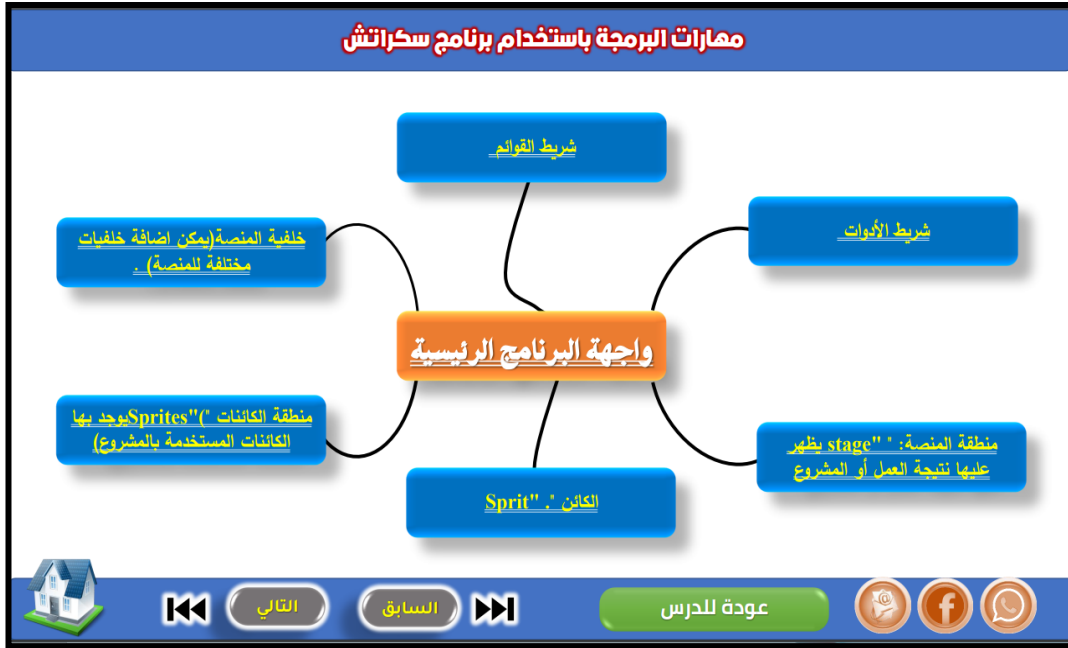 مهارات البرمجة باستخدام برنامج سكراتش
شريط القوائم
شريط الأدوات
خلفية المنصة(يمكن اضافة خلفيات
مختلفة للمنصة) .
واجهة البرنامج الرئيسية
منطقة الكائنات "Sprites"(يوجد بها
الكائنات المستخدمة بالمشروع)
منطقة المنصة: " "stage يظهر
عليها نتيجة العمل أو المشروع
الكائن ". "Sprit
عودة للدرس
السابق
التالي